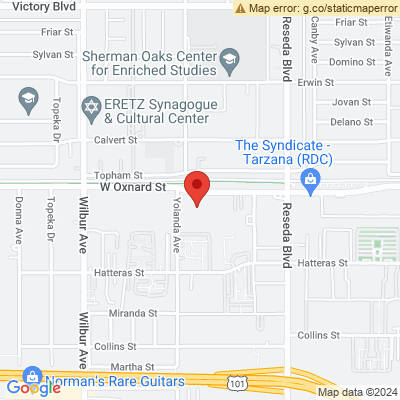 Victory Blvd
Map error: g.co/staticmaperror
Friar St
Friar St
Sylvan St
Sylvan St
Canby Ave
Etiwanda Ave
Reseda Blvd
Sherman Oaks Center
for Enriched Studies
Domino St
Erwin St
Topeka Dr
ERETZ Synagogue
& Cultural Center
Jovan St
Delano St
Calvert St
The Syndicate -
Tarzana (RDC)
Topham St
W Oxnard St
Donna Ave
Topeka Dr
Wilbur Ave
Yolanda Ave
Reseda Blvd
Hatteras St
Hatteras St
Miranda St
Wilbur Ave
Collins St
Collins St
Martha St
Norman's Rare Guitars
101
Google
Map data ©2024